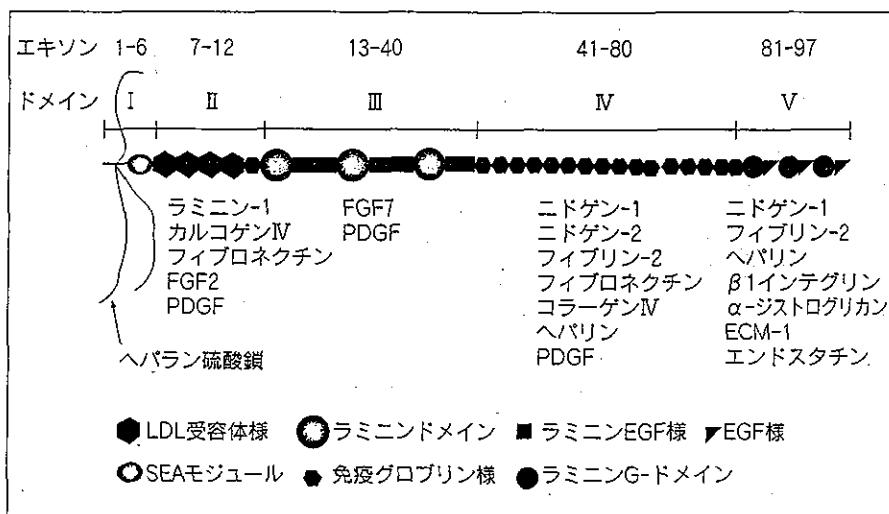 エキソン 1-6 7-12 13-40 41-80 81-97
ドメイン I II III IV V
ラミニン-1 FGF7 ニドゲン-1 ニドゲン-1
カルコゲンIV PDGF ニドゲン-2 フィブリン-2
フィブロネクチン フィブリン-2 ヘパリン
FGF2 フィブロネクチン β1インテグリン
PDGF コラーゲンIV α-ジストログリカン
ヘパリン ECM-1
ヘパラン硫酸鎖 PDGF エンドスタチン
LDL受容体様 ラミニンドメイン ラミニンEGF様 EGF様
SEAモジュール 免疫グロブリン様 ラミニンG-ドメイン